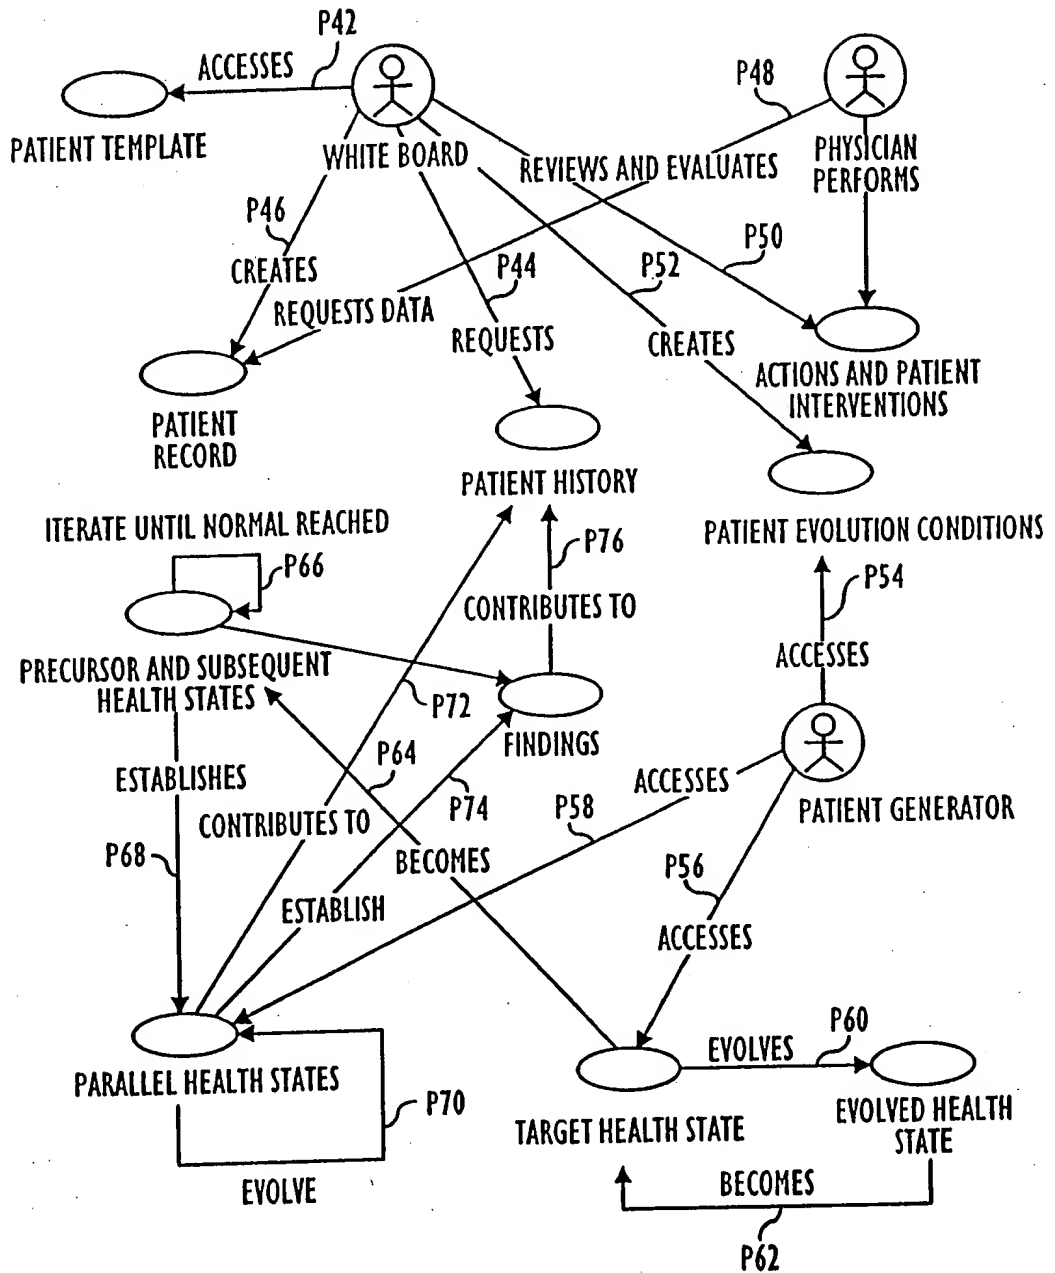 P42
ACCESSES
P48
PATIENT TEMPLATE
WHITE BOARD
REVIEWS AND EVALUATES
PHYSICIAN
PERFORMS
P46
P44
P52
P50
CREATES
REQUESTS DATA
REQUESTS
CREATES
ACTIONS AND PATIENT
INTERVENTIONS
PATIENT
RECORD
PATIENT HISTORY
PATIENT EVOLUTION CONDITIONS
ITERATE UNTIL NORMAL REACHED
P66
P76
P54
CONTRIBUTES TO
ACCESSES
PRECURSOR AND SUBSEQUENT
HEALTH STATES
P72
FINDINGS
ESTABLISHES
P64
P74
ACCESSES
PATIENT GENERATOR
CONTRIBUTES TO
P58
P68
BECOMES
P56
ESTABLISH
ACCESSES
P60
EVOLVES
PARALLEL HEALTH STATES
P70
TARGET HEALTH STATE
EVOLVED HEALTH
STATE
EVOLVE
BECOMES
P62